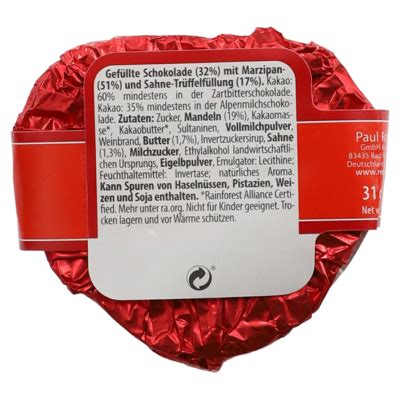 Gefüllte Schokolade (32%) mit Marzipan-
(51%) und Sahne-Trüffelfüllung (17%). Kakao:
60% mindestens in der Zartbitterschokolade.
Kakao: 35% mindestens in der Alpenmilchschoko-
lade. Zutaten: Zucker, Mandeln (19%), Kakaomas-
se*, Kakaobutter*, Sultaninen, Vollmilchpulver,
Weinbrand, Butter (1,7%), Invertzuckersirup, Sahne
(1,3%), Milchzucker, Ethylalkohol landwirtschaftli-
chen Ursprungs, Eigelbpulver, Emulgator: Lecithine;
Feuchthaltemittel: Invertase; natürliches Aroma.
Kann Spuren von Haselnüssen, Pistazien, Wei-
zen und Soja enthalten. *Rainforest Alliance Certi-
fied. Mehr unter ra.org. Nicht für Kinder geeignet. Tro-
cken lagern und vor Wärme schützen.
Paul
GmbH &
83435 Bad
Deutschland
www.re
31
Net